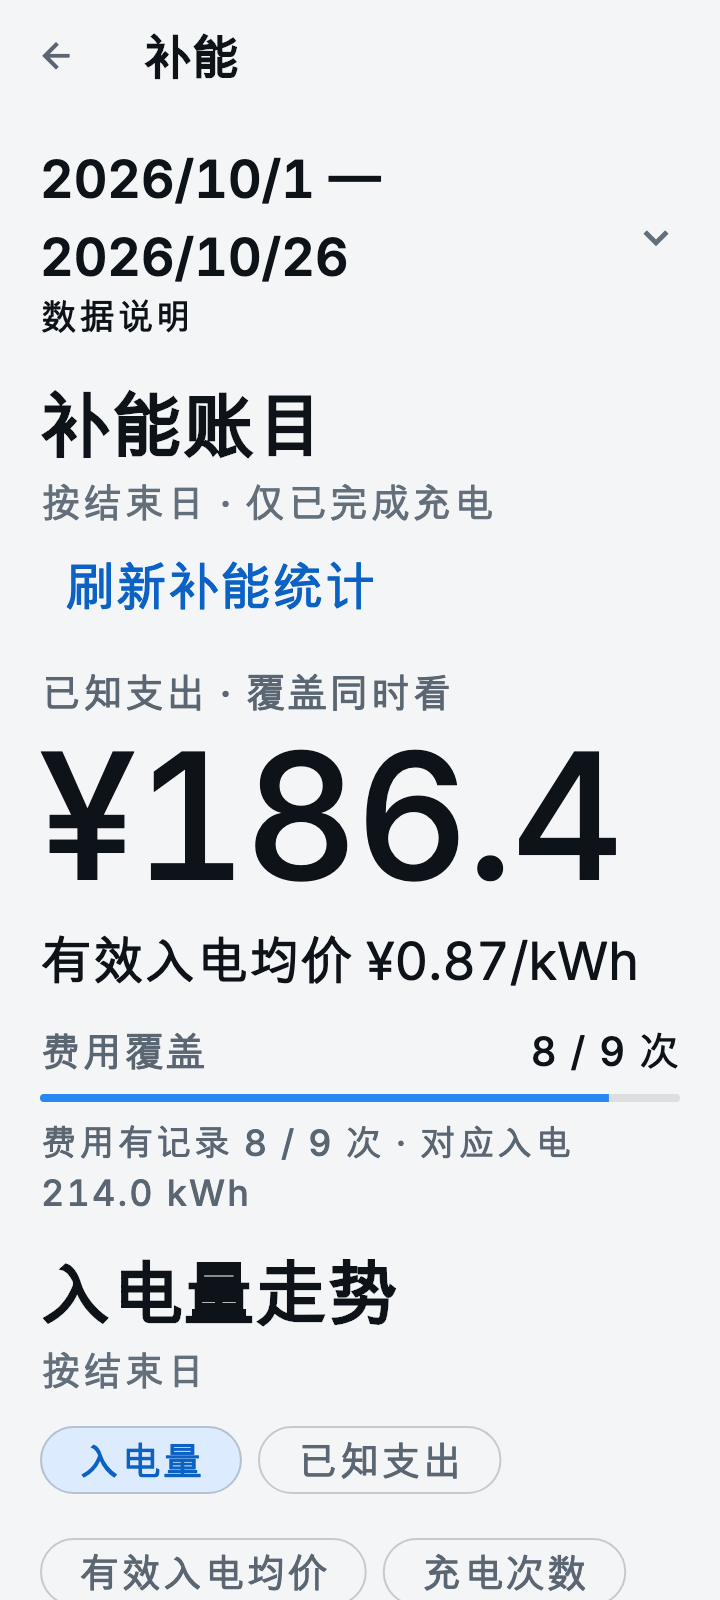 补能
2026/10/1 —
2026/10/26
数据说明
补能账目
按结束日 · 仅已完成充电
刷新补能统计
已知支出 · 覆盖同时看
¥186.4
有效入电均价 ¥0.87/kWh
费用覆盖 8 / 9 次
费用有记录 8 / 9 次 · 对应入电
214.0 kWh
入电量走势
按结束日
入电量 已知支出
有效入电均价 充电次数